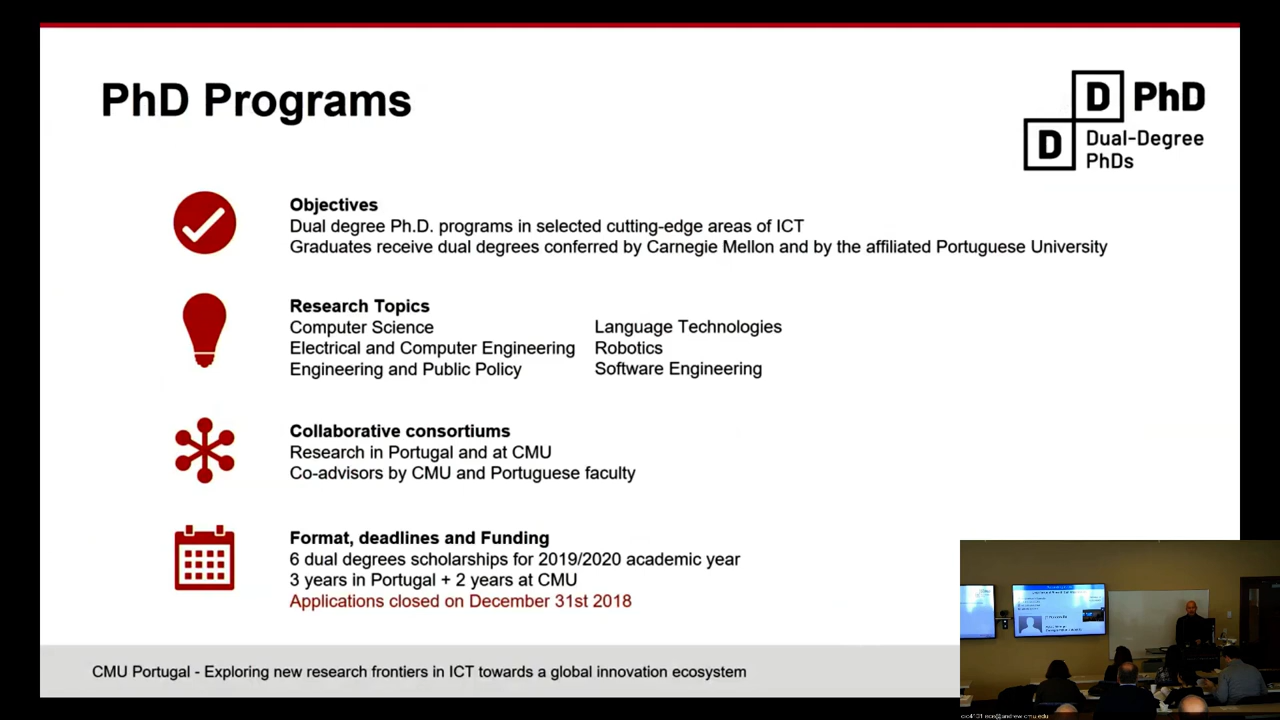 PhD Programs
D PhD
D Dual-Degree
PhDs
Objectives
Dual degree Ph.D. programs in selected cutting-edge areas of ICT
Graduates receive dual degrees conferred by Carnegie Mellon and by the affiliated Portuguese University
Research Topics
Computer Science
Electrical and Computer Engineering
Engineering and Public Policy
Language Technologies
Robotics
Software Engineering
Collaborative consortiums
Research in Portugal and at CMU
Co-advisors by CMU and Portuguese faculty
Format, deadlines and Funding
6 dual degrees scholarships for 2019/2020 academic year
3 years in Portugal + 2 years at CMU
Applications closed on December 31st 2018
CMU Portugal - Exploring new research frontiers in ICT towards a global innovation ecosystem